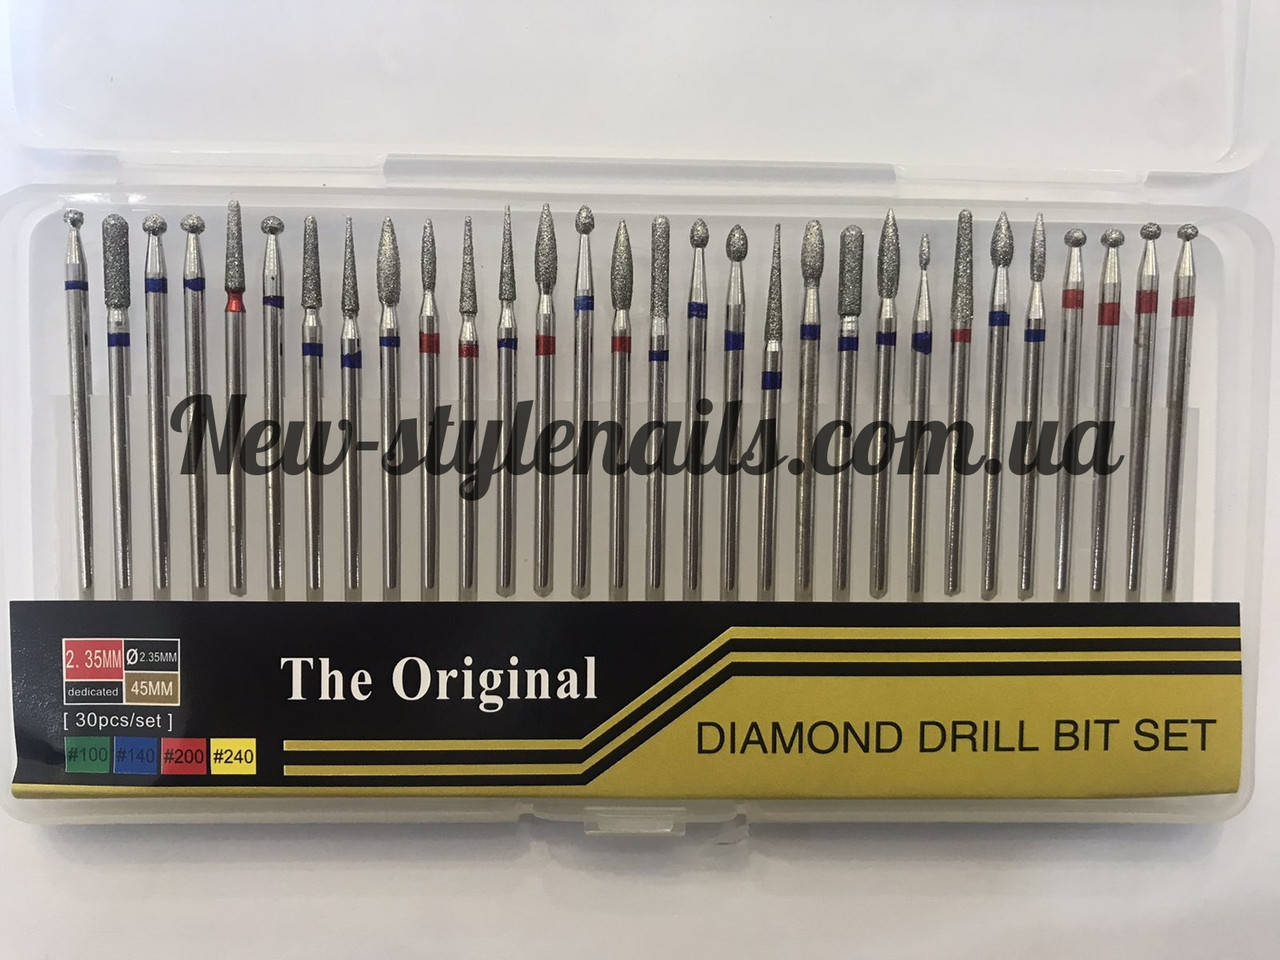 New-stylenails.com.ua
2.35MM Ø2.35MM
dedicated 45MM
[ 30pcs/set ]
#100 #140 #200 #240
The Original
DIAMOND DRILL BIT SET